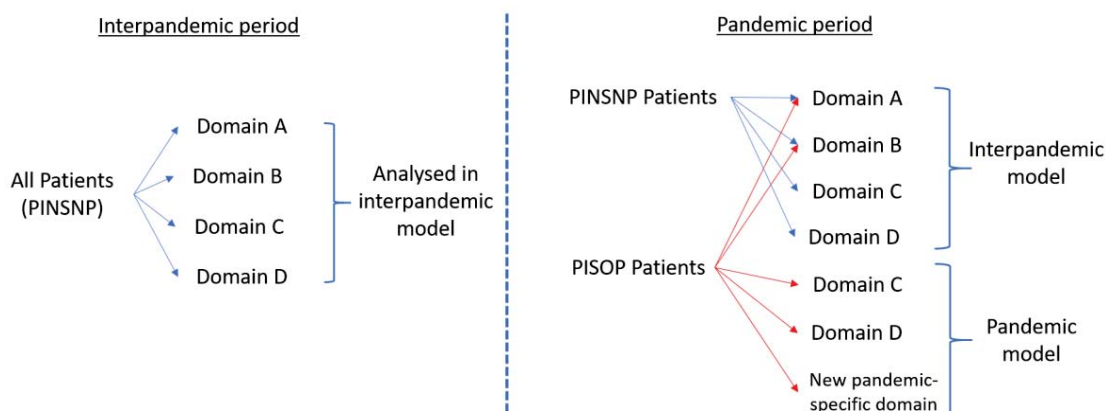 Interpandemic period
All Patients
(PINSNP)
Domain A
Domain B
Domain C
Domain D
Analysed in
interpandemic
model
Pandemic period
PINSNP Patients
PISOP Patients
Domain A
Domain B
Domain C
Domain D
Domain C
Domain D
New pandemic-
specific domain
Interpandemic
model
Pandemic
model